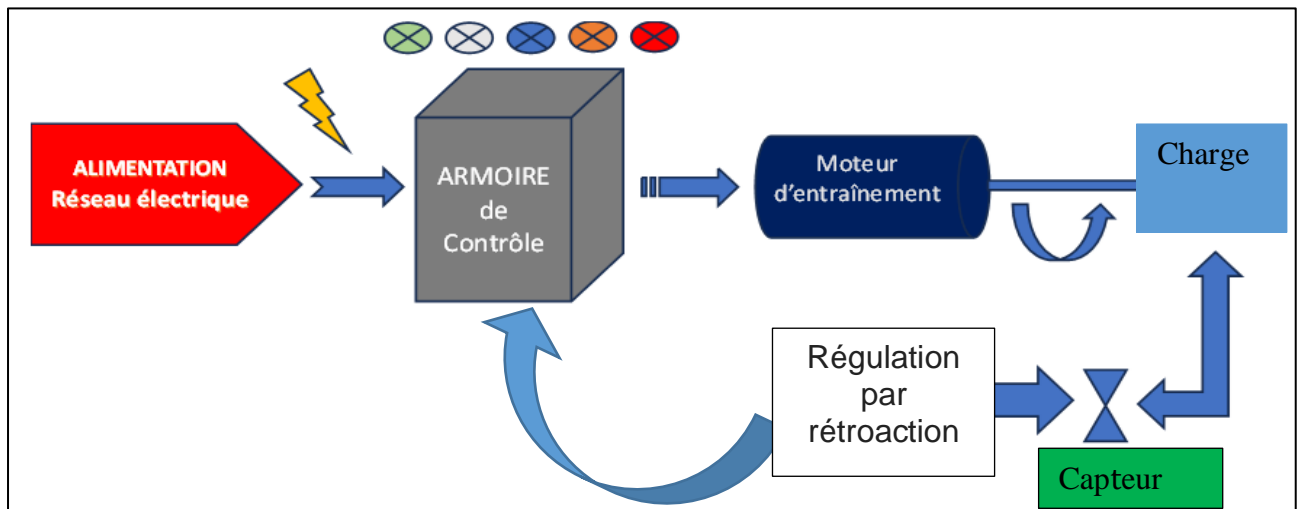 ALIMENTATION
Réseau électrique
ARMOIRE
de
Contrôle
Moteur
d'entraînement
Charge
Régulation
par
rétroaction
Capteur